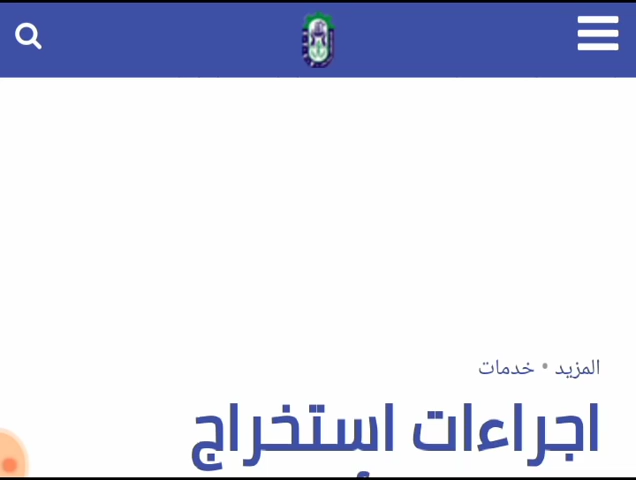 المزيد • خدمات
اجراءات استخراج